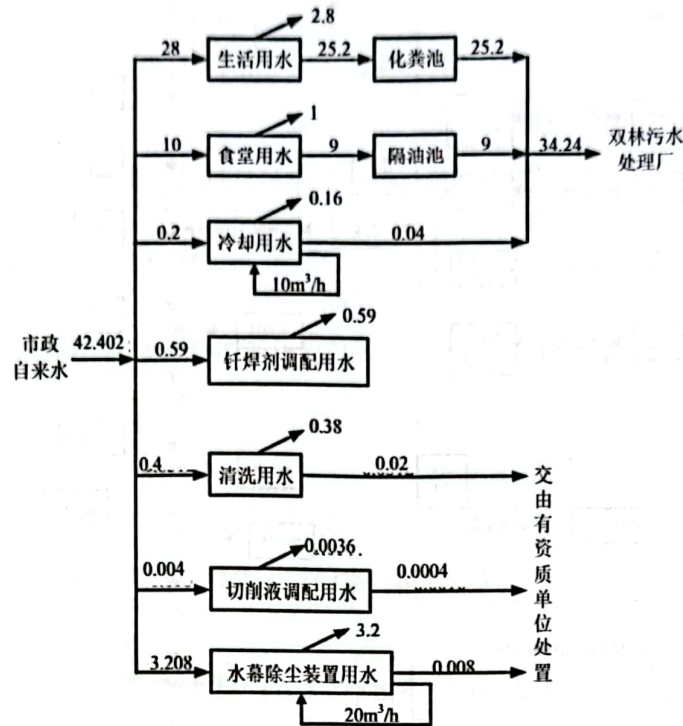 2.8
28
生活用水
25.2
化粪池
25.2
1
10
食堂用水
9
隔油池
9
34.24
双林污水
处理厂
0.16
0.2
冷却用水
0.04
10m³/h
0.59
市政
自来水
42.402
0.59
钎焊剂调配用水
0.38
0.4
清洗用水
0.02
交由有资质单位处置
0.0036
0.004
切削液调配用水
0.0004
3.2
3.208
水幕除尘装置用水
0.008
20m³/h